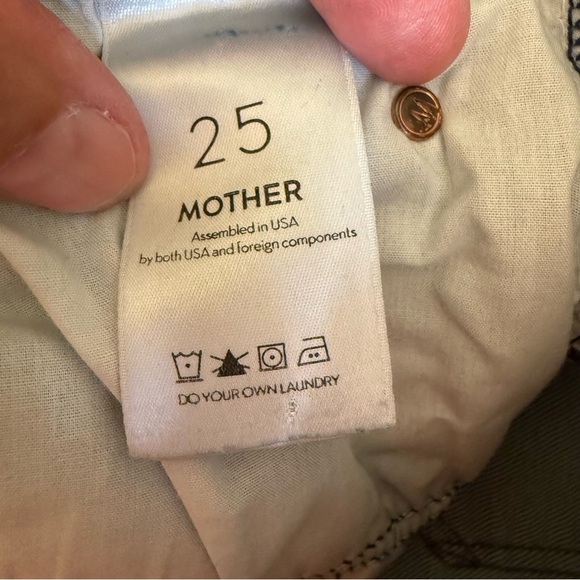 25
MOTHER
Assembled in USA
by both USA and foreign components
DO YOUR OWN LAUNDRY